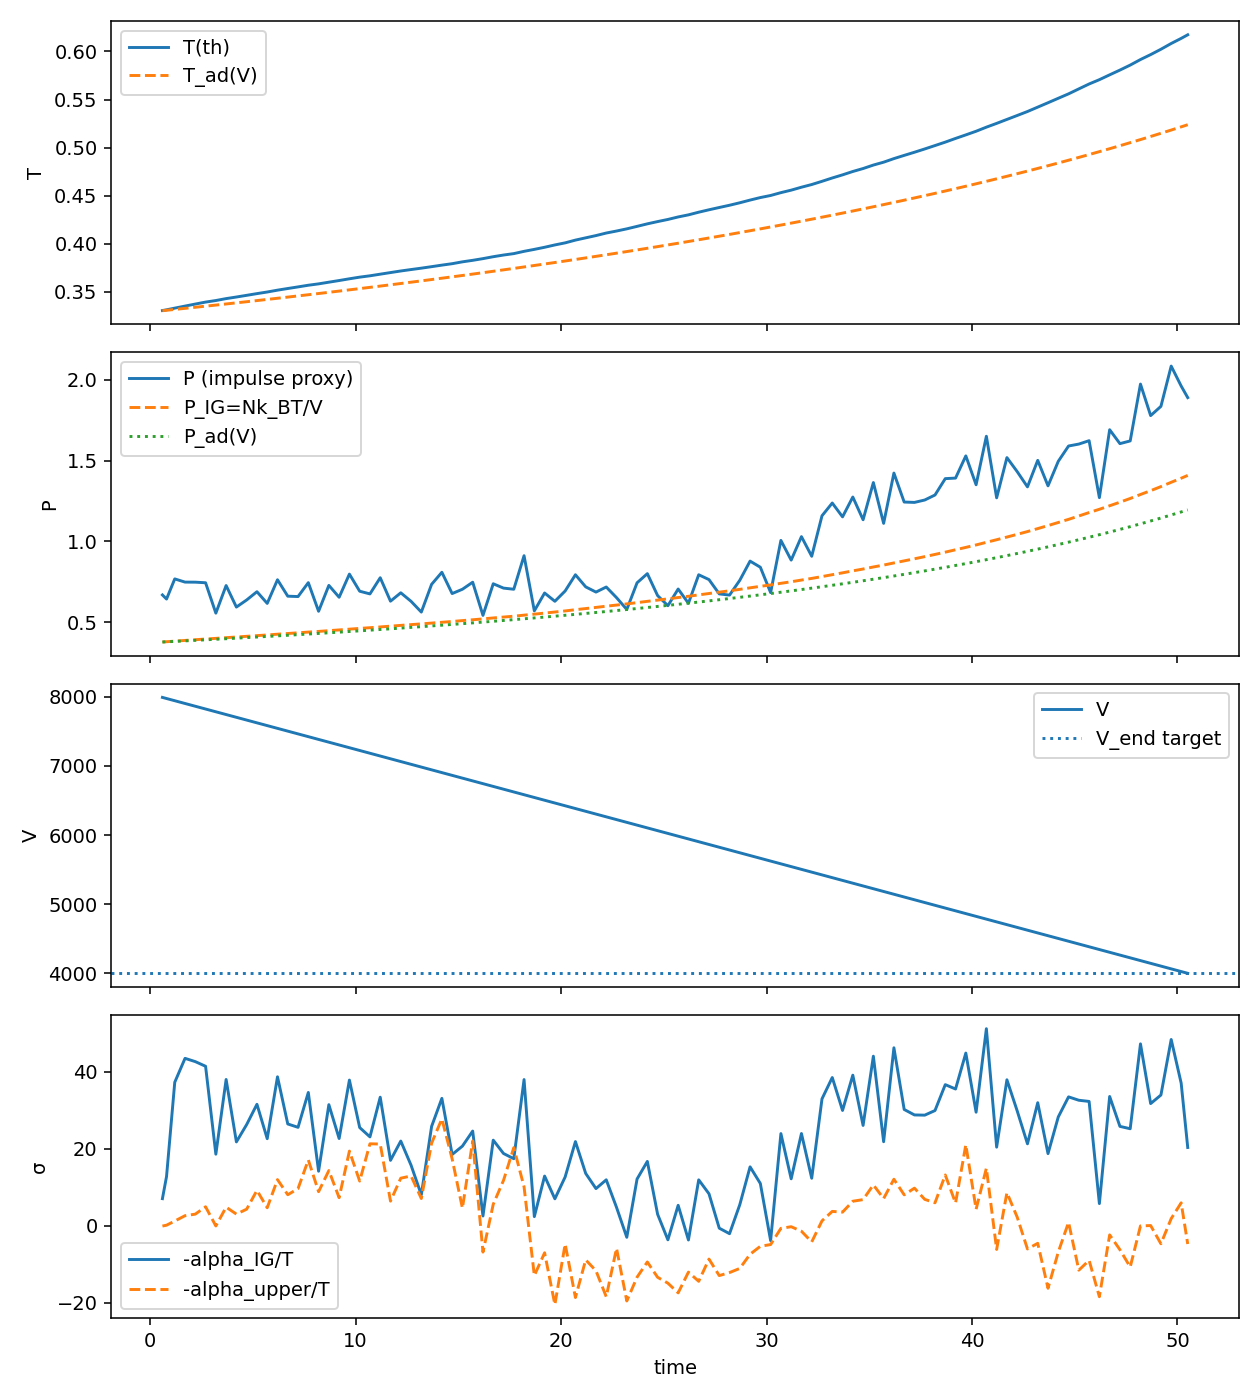 0.60
0.55
0.50
0.45
0.40
0.35
T
T(th)
T_ad(V)
2.0
1.5
1.0
0.5
P
P (impulse proxy)
P_IG=Nk_BT/V
P_ad(V)
8000
7000
6000
5000
4000
V
V
V_end target
40
20
0
−20
σ
-alpha_IG/T
-alpha_upper/T
0 10 20 30 40 50
time